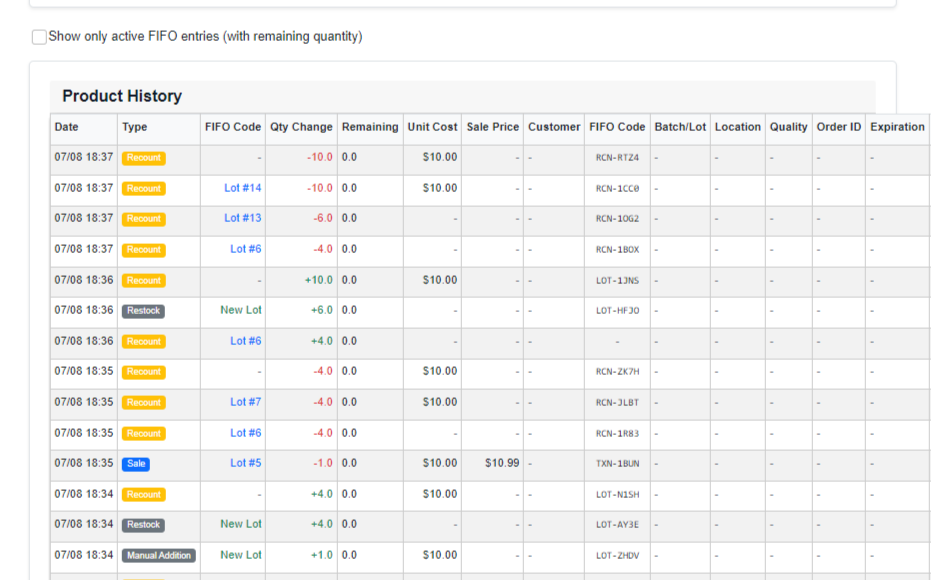 Show only active FIFO entries (with remaining quantity)
Product History
Date Type FIFO Code Qty Change Remaining Unit Cost Sale Price Customer FIFO Code Batch/Lot Location Quality Order ID Expiration
07/08 18:37 Recount - -10.0 0.0 $10.00 - - RCN-RTZ4 - - - - -
07/08 18:37 Recount Lot #14 -10.0 0.0 $10.00 - - RCN-1CC0 - - - - -
07/08 18:37 Recount Lot #13 -6.0 0.0 - - - RCN-1OG2 - - - - -
07/08 18:37 Recount Lot #6 -4.0 0.0 - - - RCN-1BOX - - - - -
07/08 18:36 Recount - +10.0 0.0 $10.00 - - LOT-1JNS - - - - -
07/08 18:36 Restock New Lot +6.0 0.0 - - - LOT-HFJO - - - - -
07/08 18:36 Recount Lot #6 +4.0 0.0 - - - - - - - - -
07/08 18:35 Recount - -4.0 0.0 $10.00 - - RCN-ZK7H - - - - -
07/08 18:35 Recount Lot #7 -4.0 0.0 $10.00 - - RCN-JLBT - - - - -
07/08 18:35 Recount Lot #6 -4.0 0.0 - - - RCN-1R83 - - - - -
07/08 18:35 Sale Lot #5 -1.0 0.0 $10.00 $10.99 - TXN-1BUN - - - - -
07/08 18:34 Recount - +4.0 0.0 $10.00 - - LOT-N1SH - - - - -
07/08 18:34 Restock New Lot +4.0 0.0 - - - LOT-AY3E - - - - -
07/08 18:34 Manual Addition New Lot +1.0 0.0 $10.00 - - LOT-ZHDV - - - - -